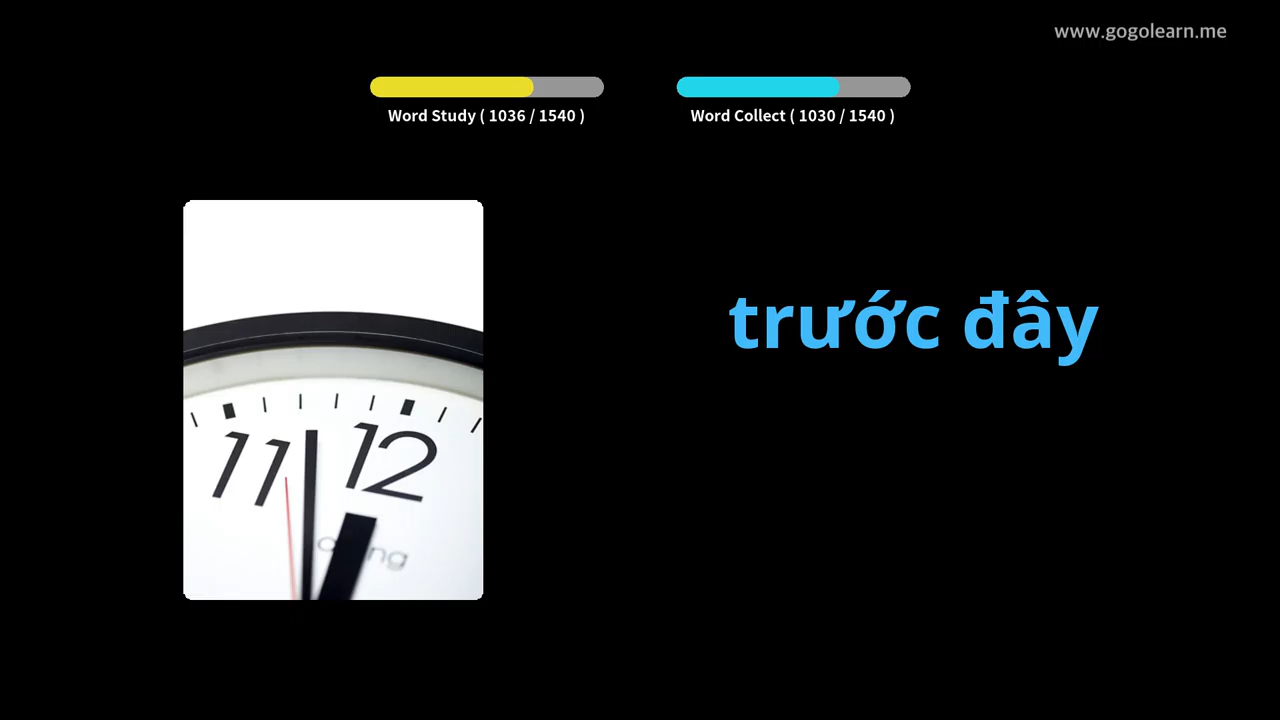 www.gogolearn.me
Word Study ( 1036 / 1540 )
Word Collect ( 1030 / 1540 )
trước đây
11 12